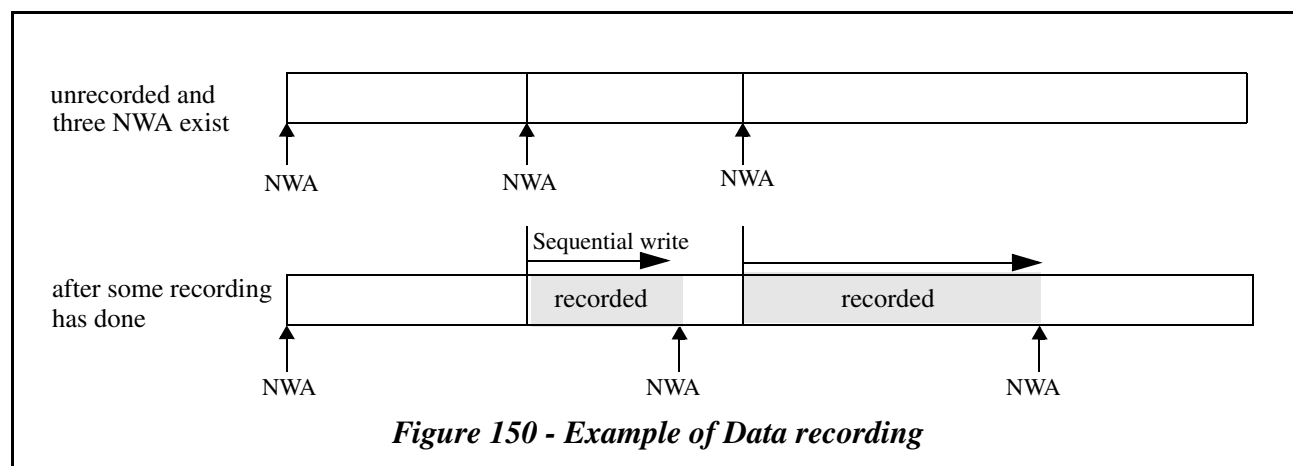 unrecorded and
three NWA exist
NWA
NWA
NWA
Sequential write
after some recording
has done
recorded
recorded
NWA
NWA
NWA
Figure 150 - Example of Data recording